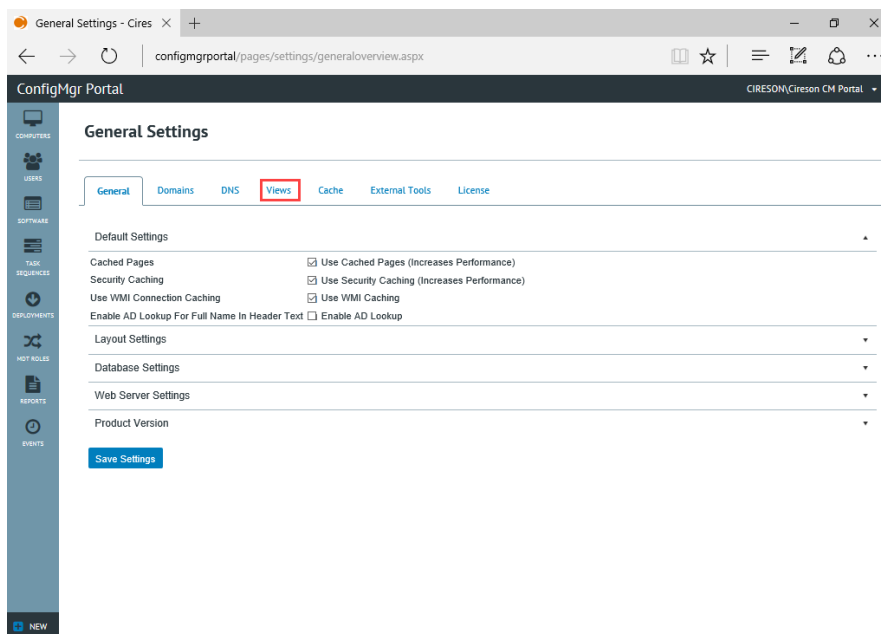 General Settings - Cires
configmgrportal/pages/settings/generaloverview.aspx
ConfigMgr Portal
CIRESON\Cireson CM Portal
COMPUTERS
USERS
SOFTWARE
TASK
SEQUENCES
DEPLOYMENTS
MDT ROLES
REPORTS
EVENTS
NEW
General Settings
General Domains DNS Views Cache External Tools License
Default Settings
Cached Pages Use Cached Pages (Increases Performance)
Security Caching Use Security Caching (Increases Performance)
Use WMI Connection Caching Use WMI Caching
Enable AD Lookup For Full Name In Header Text Enable AD Lookup
Layout Settings
Database Settings
Web Server Settings
Product Version
Save Settings